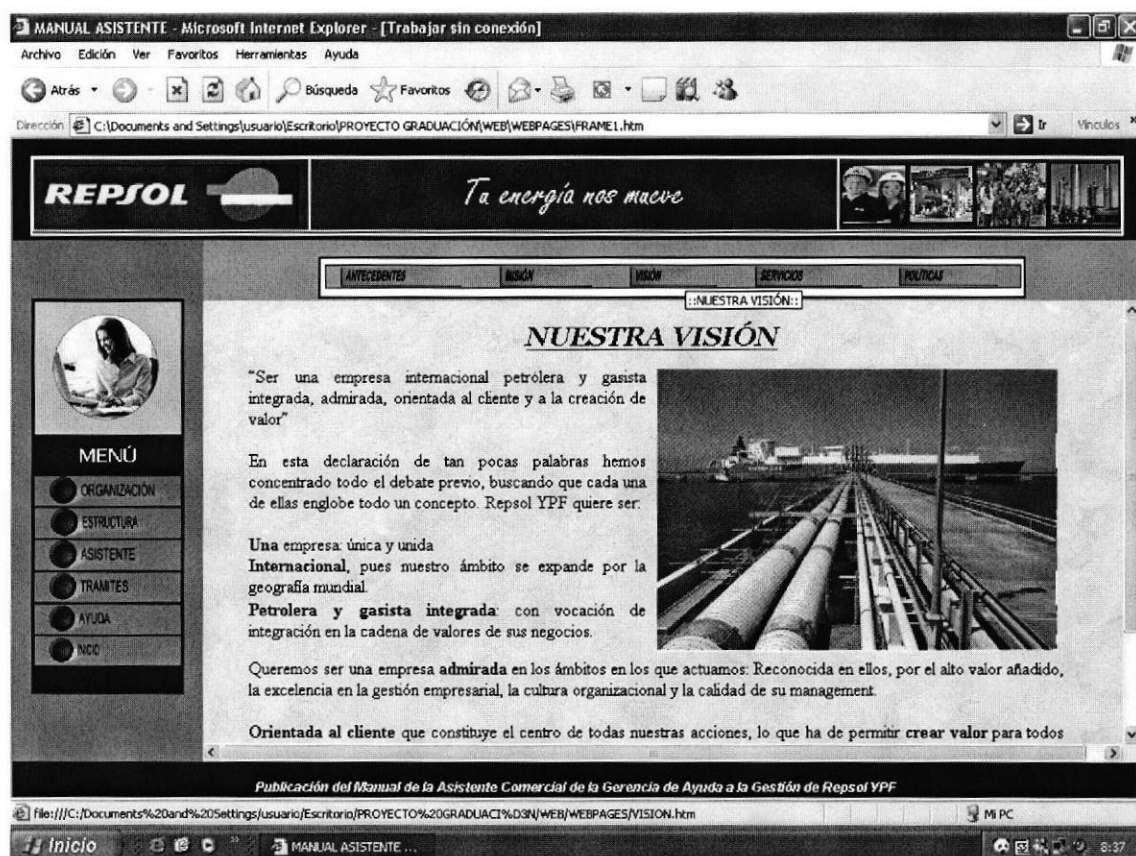 MANUAL ASISTENTE - Microsoft Internet Explorer - [Trabajar sin conexión]
Archivo Edición Ver Favoritos Herramientas Ayuda
Atrás Búsqueda Favoritos
Dirección C:\Documents and Settings\usuario\Escritorio\PROYECTO GRADUACIÓN\WEB\WEBPAGES\FRAME1.htm Ir Vínculos
REPSOL Tu energía nos mueve
ANTECEDENTES MISIÓN VISIÓN SERVICIOS POLÍTICAS
::NUESTRA VISIÓN::
NUESTRA VISIÓN
"Ser una empresa internacional petrólera y gasista
integrada, admirada, orientada al cliente y a la creación de
valor"
En esta declaración de tan pocas palabras hemos
concentrado todo el debate previo, buscando que cada una
de ellas englobe todo un concepto. Repsol YPF quiere ser:
Una empresa: única y unida
Internacional, pues nuestro ámbito se expande por la
geografía mundial.
Petrolera y gasista integrada: con vocación de
integración en la cadena de valores de sus negocios.
Queremos ser una empresa admirada en los ámbitos en los que actuamos: Reconocida en ellos, por el alto valor añadido,
la excelencia en la gestión empresarial, la cultura organizacional y la calidad de su management.
Orientada al cliente que constituye el centro de todas nuestras acciones, lo que ha de permitir crear valor para todos
MENÚ
ORGANIZACIÓN
ESTRUCTURA
ASISTENTE
TRAMITES
AYUDA
INICIO
Publicación del Manual de la Asistente Comercial de la Gerencia de Ayuda a la Gestión de Repsol YPF
file:///C:/Documents%20and%20Settings/usuario/Escritorio/PROYECTO%20GRADUACI%D3N/WEB/WEBPAGES/VISION.htm Mi PC
Inicio MANUAL ASISTENTE ... 8:37